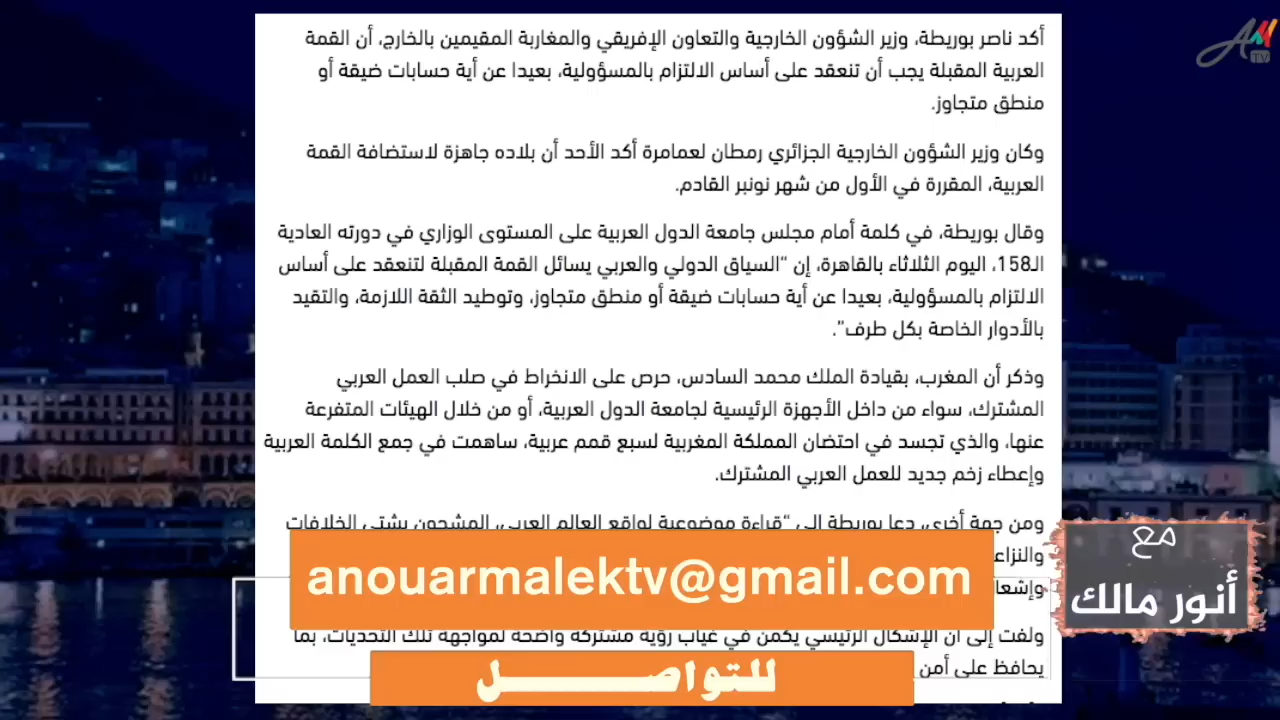 أكد ناصر بوريطة، وزير الشؤون الخارجية والتعاون الإفريقي والمغاربة المقيمين بالخارج، أن القمة
العربية المقبلة يجب أن تنعقد على أساس الالتزام بالمسؤولية، بعيدا عن أية حسابات ضيقة أو
منطق متجاوز.
وكان وزير الشؤون الخارجية الجزائري رمطان لعمامرة أكد الأحد أن بلاده جاهزة لاستضافة القمة
العربية، المقررة في الأول من شهر نونبر القادم.
وقال بوريطة، في كلمة أمام مجلس جامعة الدول العربية على المستوى الوزاري في دورته العادية
الـ158، اليوم الثلاثاء بالقاهرة، إن “السياق الدولي والعربي يسائل القمة المقبلة لتنعقد على أساس
الالتزام بالمسؤولية، بعيدا عن أية حسابات ضيقة أو منطق متجاوز، وتوطيد الثقة اللازمة، والتقيد
بالأدوار الخاصة بكل طرف”.
وذكر أن المغرب، بقيادة الملك محمد السادس، حرص على الانخراط في صلب العمل العربي
المشترك، سواء من داخل الأجهزة الرئيسية لجامعة الدول العربية، أو من خلال الهيئات المتفرعة
عنها، والذي تجسد في احتضان المملكة المغربية لسبع قمم عربية، ساهمت في جمع الكلمة العربية
وإعطاء زخم جديد للعمل العربي المشترك.
ومن جهة أخرى، دعا بوريطة إلى “قراءة موضوعية لواقع العالم العربي، المشحون بشتى الخلافات
ولفت إلى أن الإشكال الرئيسي يكمن في غياب رؤية مشتركة واضحة لمواجهة تلك التحديات، بما
يحافظ على أمن
anouarmalektv@gmail.com
للتواصل
مع
أنور مالك
TV